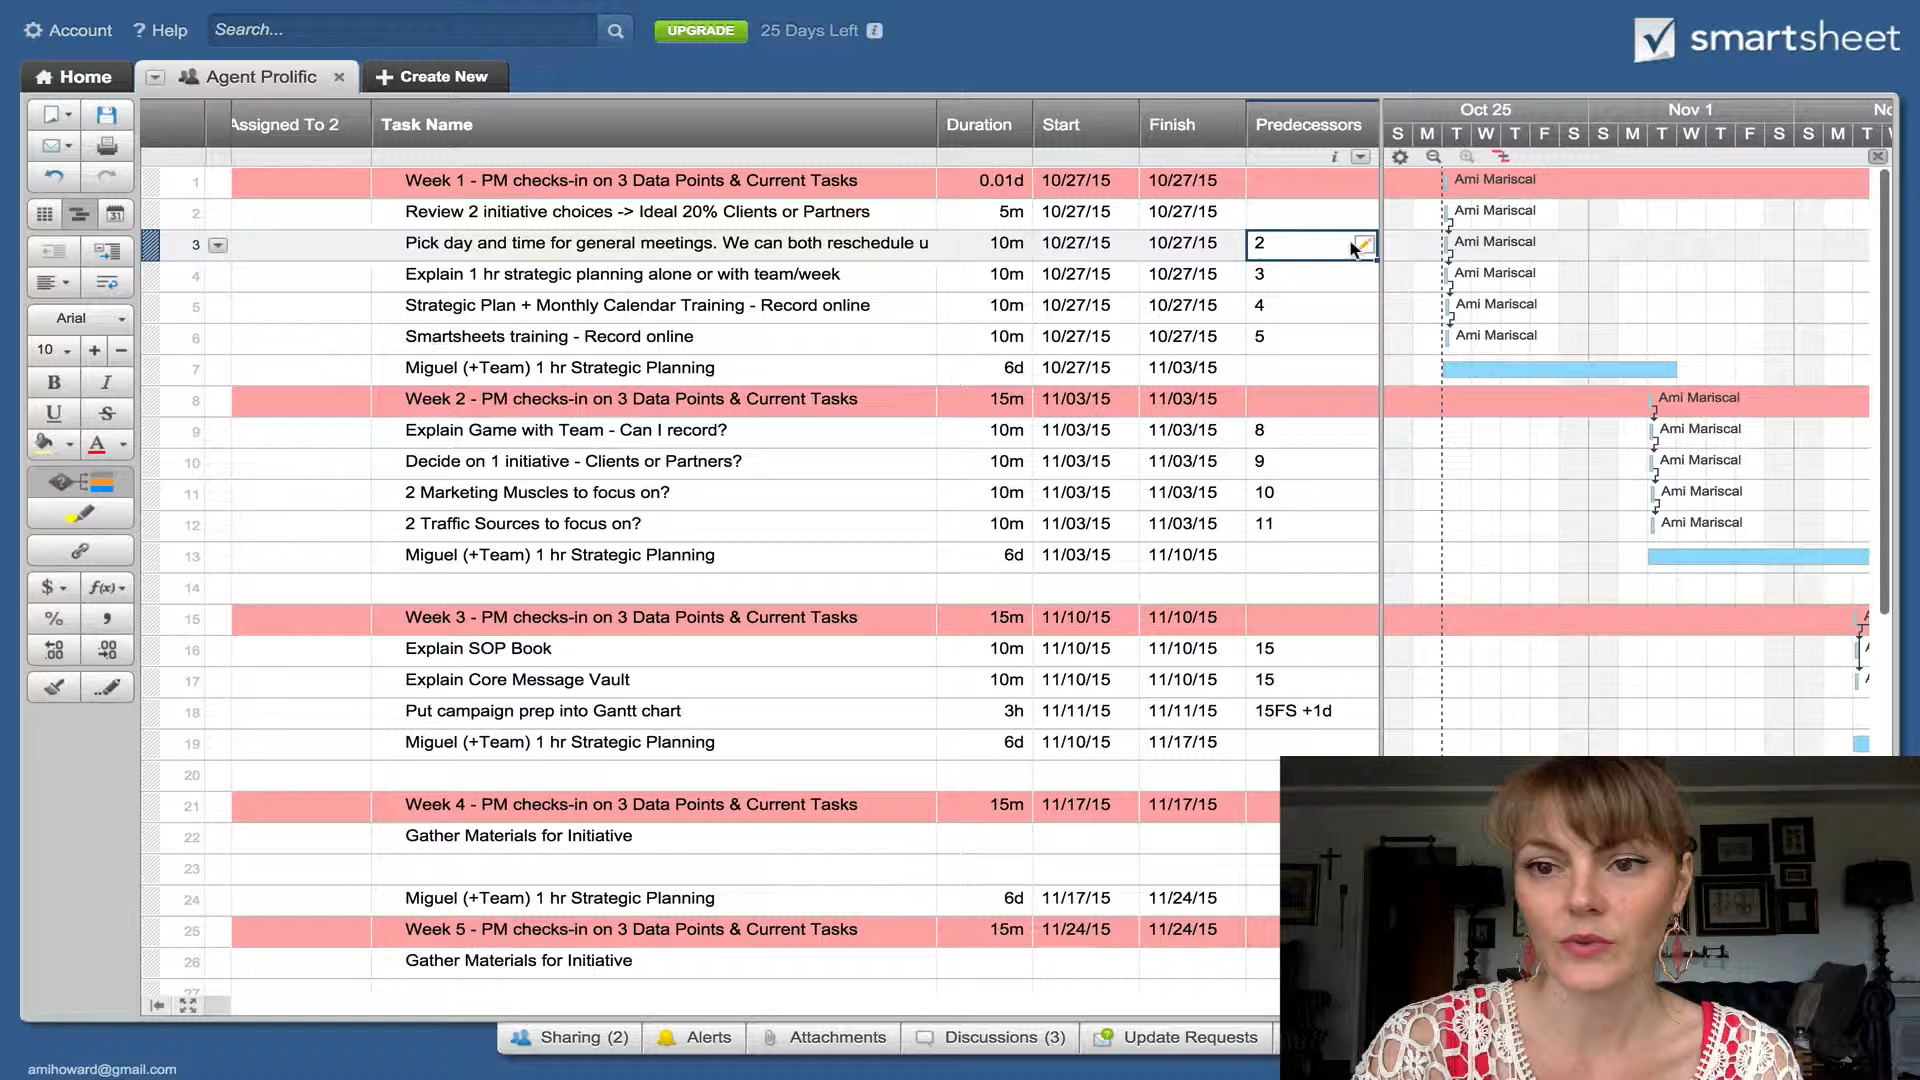 Account
Help
Search...
UPGRADE
25 Days Left
smartsheet
Home
Agent Prolific
Create New
Assigned To 2 Task Name Duration Start Finish Predecessors
Oct 25 Nov 1
S M T W T F S S M T W T F S S M T
1 Week 1 - PM checks-in on 3 Data Points & Current Tasks 0.01d 10/27/15 10/27/15 Ami Mariscal
2 Review 2 initiative choices -> Ideal 20% Clients or Partners 5m 10/27/15 10/27/15 Ami Mariscal
3 Pick day and time for general meetings. We can both reschedule u 10m 10/27/15 10/27/15 2 Ami Mariscal
4 Explain 1 hr strategic planning alone or with team/week 10m 10/27/15 10/27/15 3 Ami Mariscal
5 Strategic Plan + Monthly Calendar Training - Record online 10m 10/27/15 10/27/15 4 Ami Mariscal
6 Smartsheets training - Record online 10m 10/27/15 10/27/15 5 Ami Mariscal
7 Miguel (+Team) 1 hr Strategic Planning 6d 10/27/15 11/03/15
8 Week 2 - PM checks-in on 3 Data Points & Current Tasks 15m 11/03/15 11/03/15 Ami Mariscal
9 Explain Game with Team - Can I record? 10m 11/03/15 11/03/15 8 Ami Mariscal
10 Decide on 1 initiative - Clients or Partners? 10m 11/03/15 11/03/15 9 Ami Mariscal
11 2 Marketing Muscles to focus on? 10m 11/03/15 11/03/15 10 Ami Mariscal
12 2 Traffic Sources to focus on? 10m 11/03/15 11/03/15 11 Ami Mariscal
13 Miguel (+Team) 1 hr Strategic Planning 6d 11/03/15 11/10/15
14
15 Week 3 - PM checks-in on 3 Data Points & Current Tasks 15m 11/10/15 11/10/15
16 Explain SOP Book 10m 11/10/15 11/10/15 15
17 Explain Core Message Vault 10m 11/10/15 11/10/15 15
18 Put campaign prep into Gantt chart 3h 11/11/15 11/11/15 15FS +1d
19 Miguel (+Team) 1 hr Strategic Planning 6d 11/10/15 11/17/15
20
21 Week 4 - PM checks-in on 3 Data Points & Current Tasks 15m 11/17/15 11/17/15
22 Gather Materials for Initiative
23
24 Miguel (+Team) 1 hr Strategic Planning 6d 11/17/15 11/24/15
25 Week 5 - PM checks-in on 3 Data Points & Current Tasks 15m 11/24/15 11/24/15
26 Gather Materials for Initiative
27
Arial
10
B I
U S
A
$ f(x)
% ,
Sharing (2)
Alerts
Attachments
Discussions (3)
Update Requests
amihoward@gmail.com